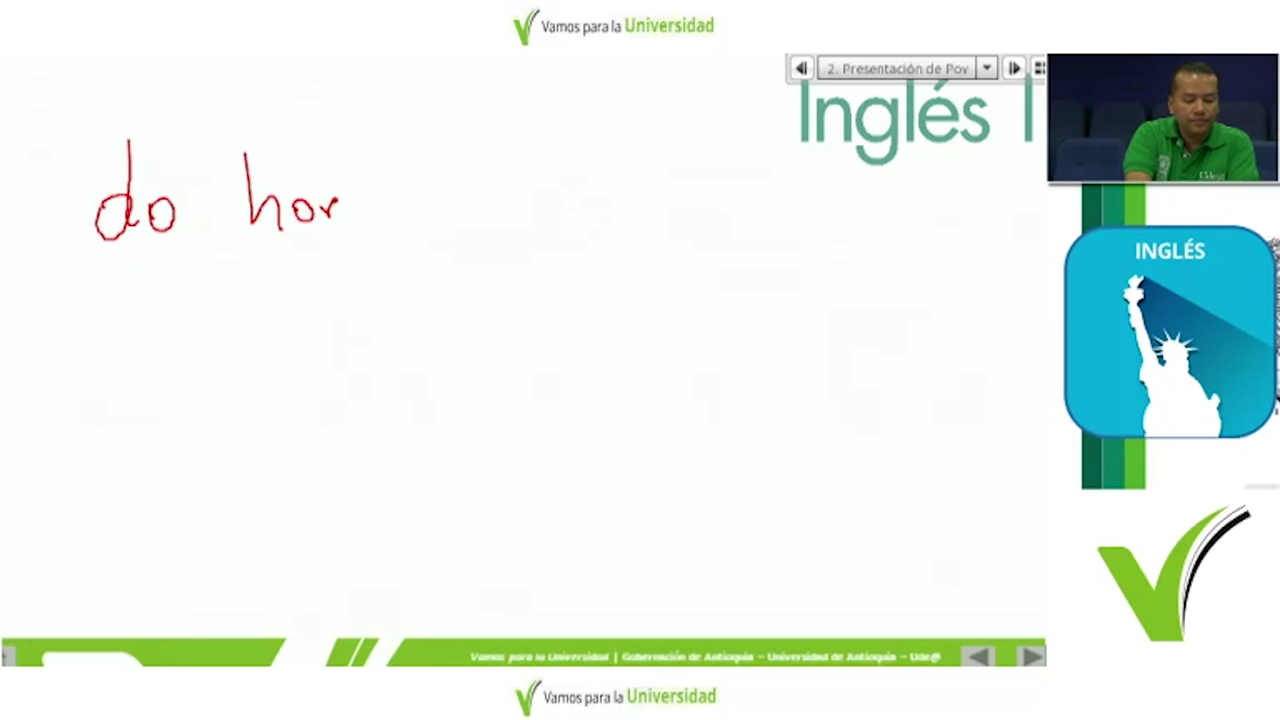 Vamos para la Universidad
2. Presentación de Pov
Inglés I
do hor
INGLÉS
Vamos para la Universidad | Gobernación de Antioquia – Universidad de Antioquia – Ude@
Vamos para la Universidad